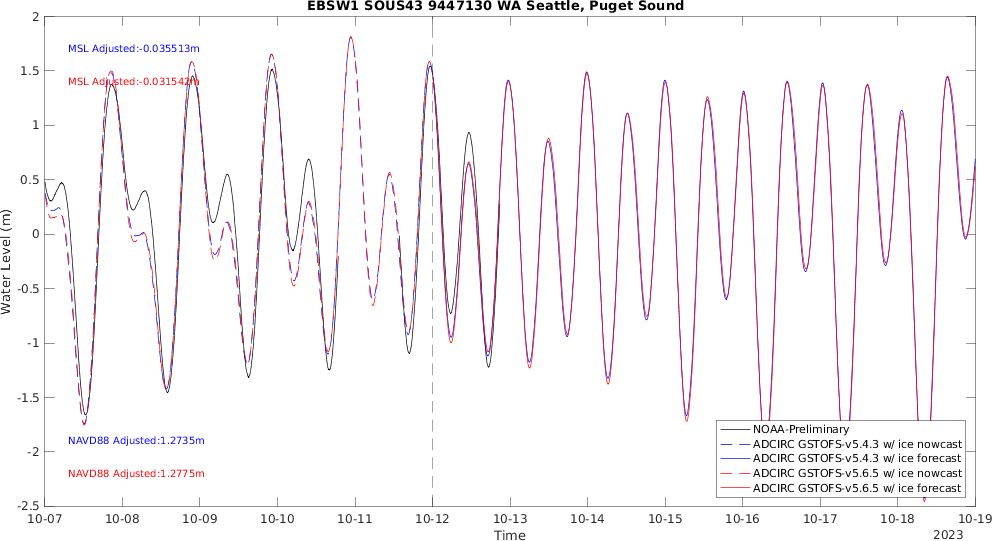 EBSW1 SOUS43 9447130 WA Seattle, Puget Sound
2
1.5
1
0.5
0
-0.5
-1
-1.5
-2
-2.5
Water Level (m)
MSL Adjusted:-0.035513m
MSL Adjusted:-0.031542m
NAVD88 Adjusted:1.2735m
NAVD88 Adjusted:1.2775m
NOAA-Preliminary
ADCIRC GSTOFS-v5.4.3 w/ ice nowcast
ADCIRC GSTOFS-v5.4.3 w/ ice forecast
ADCIRC GSTOFS-v5.6.5 w/ ice nowcast
ADCIRC GSTOFS-v5.6.5 w/ ice forecast
10-07 10-08 10-09 10-10 10-11 10-12 10-13 10-14 10-15 10-16 10-17 10-18 10-19
Time
2023